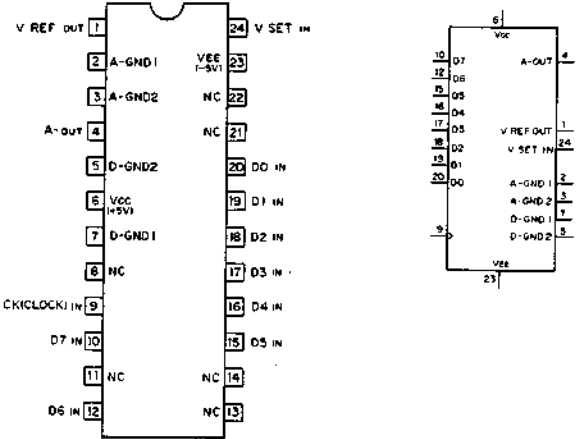 V REF OUT 1
2 A-GND1
3 A-GND2
A-OUT 4
5 D-GND2
6 VCC
(+5V)
7 D-GND1
8 NC
CK(CLOCK) IN 9
D7 IN 10
11 NC
D6 IN 12
24 V SET IN
VEE 23
(-5V)
NC 22
NC 21
20 D0 IN
19 D1 IN
18 D2 IN
17 D3 IN
16 D4 IN
15 D5 IN
NC 14
NC 13
6
VCC
10 D7
12 D6
15 D5
16 D4
17 D3
18 D2
19 D1
20 D0
9
A-OUT 4
V REF OUT 1
V SET IN 24
A-GND1 2
A-GND2 3
D-GND1 7
D-GND2 5
VEE
23